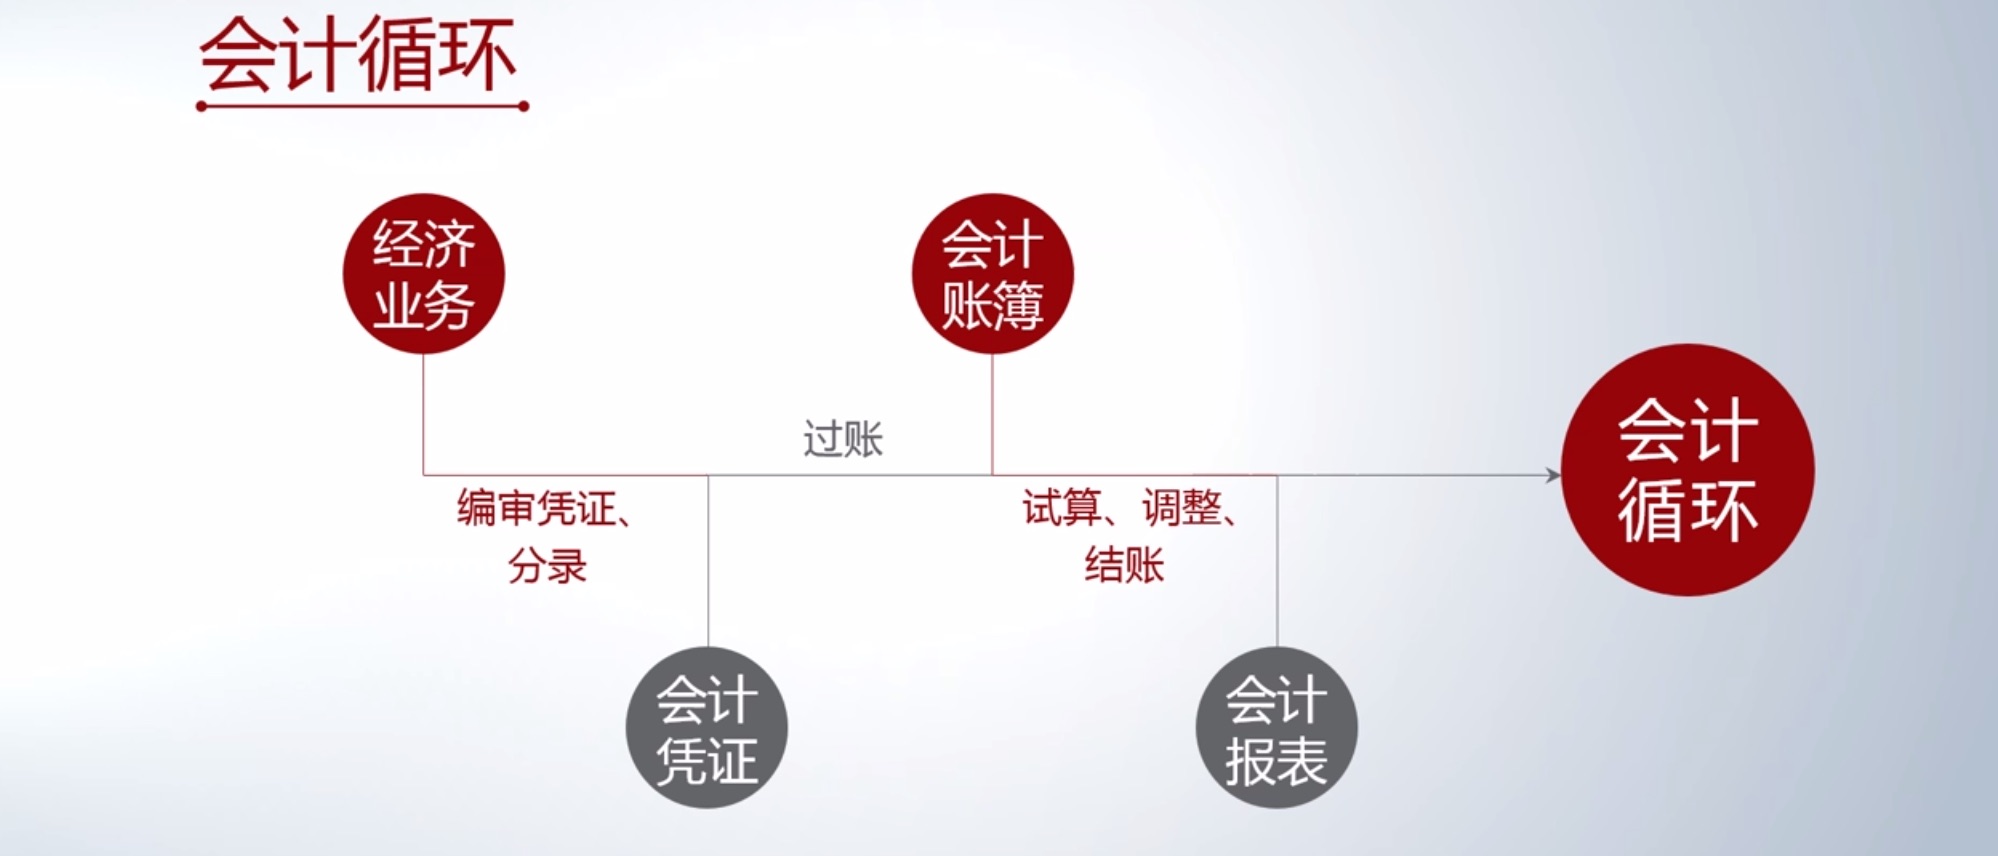 会计循环
经济
业务
会计
账簿
过账
编审凭证、
分录
试算、调整、
结账
会计
循环
会计
凭证
会计
报表